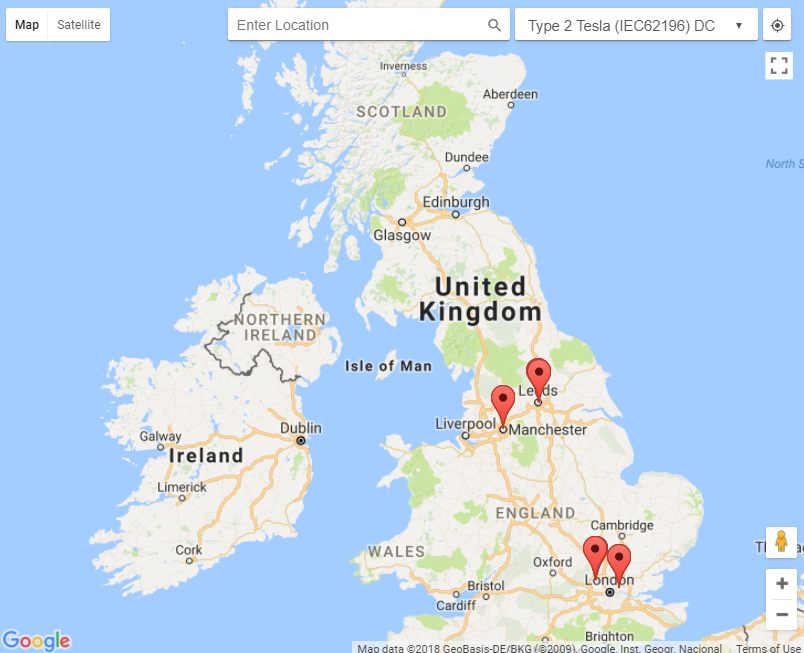 Map
Satellite
Enter Location
Type 2 Tesla (IEC62196) DC
Inverness
Aberdeen
SCOTLAND
North S
Dundee
Edinburgh
Glasgow
United
Kingdom
NORTHERN
IRELAND
Isle of Man
Leeds
Liverpool
Manchester
Dublin
Galway
Ireland
Limerick
ENGLAND
Cambridge
Cork
WALES
Oxford
London
Bristol
Cardiff
Brighton
Google
Map data ©2018 GeoBasis-DE/BKG (©2009), Google, Inst. Geogr. Nacional
Terms of Use